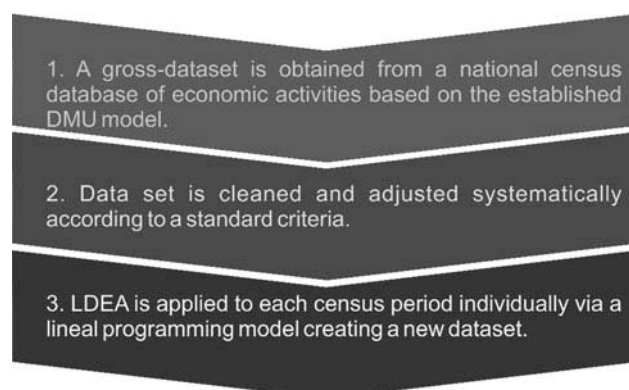 1. A gross-dataset is obtained from a national census
database of economic activities based on the established
DMU model.
2. Data set is cleaned and adjusted systematically
according to a standard criteria.
3. LDEA is applied to each census period individually via a
lineal programming model creating a new dataset.